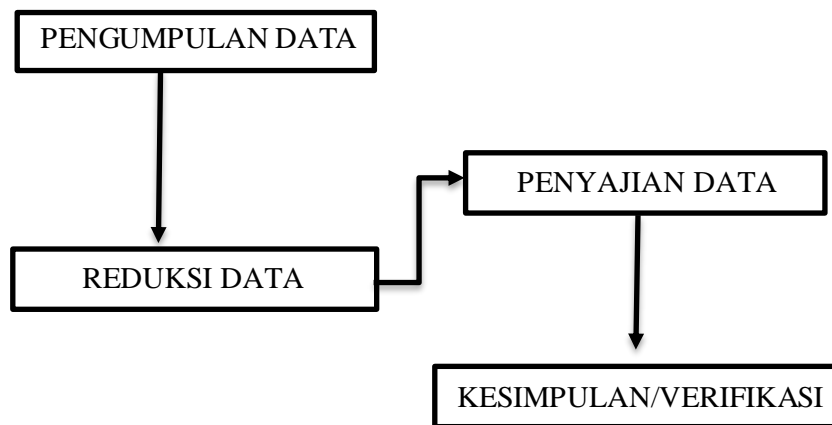 PENGUMPULAN DATA
PENYAJIAN DATA
REDUKSI DATA
KESIMPULAN/VERIFIKASI